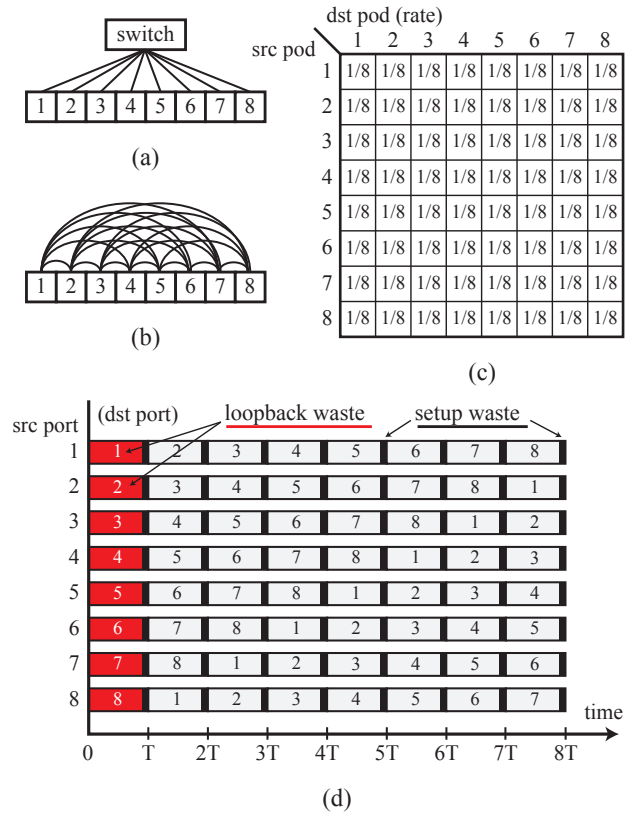 switch
1 2 3 4 5 6 7 8
(a)
1 2 3 4 5 6 7 8
(b)
dst pod (rate)
src pod
1 2 3 4 5 6 7 8
1 1/8 1/8 1/8 1/8 1/8 1/8 1/8 1/8
2 1/8 1/8 1/8 1/8 1/8 1/8 1/8 1/8
3 1/8 1/8 1/8 1/8 1/8 1/8 1/8 1/8
4 1/8 1/8 1/8 1/8 1/8 1/8 1/8 1/8
5 1/8 1/8 1/8 1/8 1/8 1/8 1/8 1/8
6 1/8 1/8 1/8 1/8 1/8 1/8 1/8 1/8
7 1/8 1/8 1/8 1/8 1/8 1/8 1/8 1/8
8 1/8 1/8 1/8 1/8 1/8 1/8 1/8 1/8
(c)
src port (dst port) loopback waste setup waste
1 1 2 3 4 5 6 7 8
2 2 3 4 5 6 7 8 1
3 3 4 5 6 7 8 1 2
4 4 5 6 7 8 1 2 3
5 5 6 7 8 1 2 3 4
6 6 7 8 1 2 3 4 5
7 7 8 1 2 3 4 5 6
8 8 1 2 3 4 5 6 7
time
0 T 2T 3T 4T 5T 6T 7T 8T
(d)